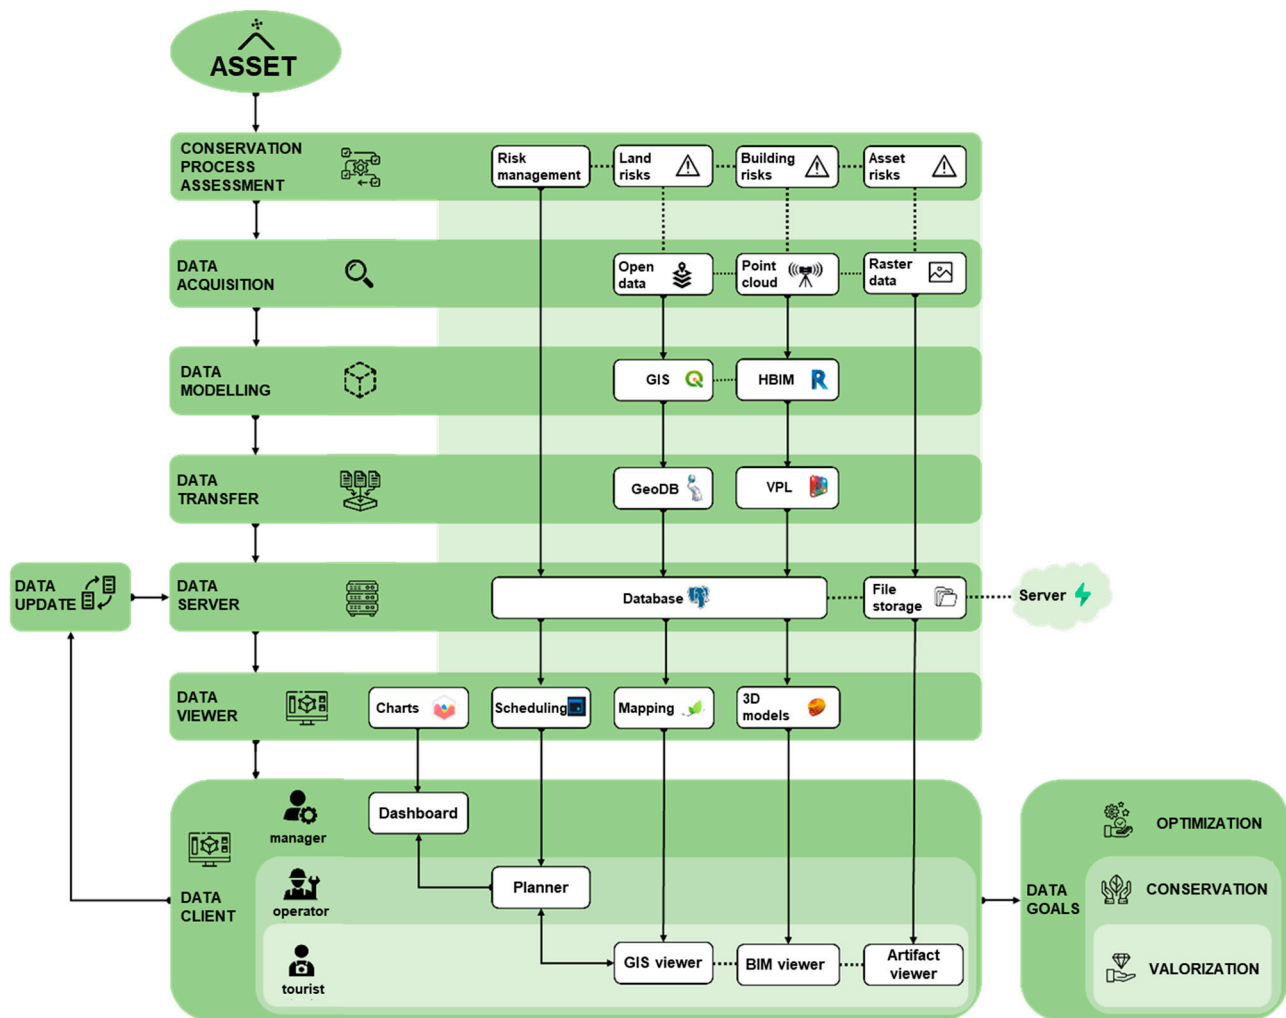 ASSET
CONSERVATION
PROCESS
ASSESSMENT
Risk
management
Land
risks
Building
risks
Asset
risks
DATA
ACQUISITION
Open
data
Point
cloud
Raster
data
DATA
MODELLING
GIS
HBIM
DATA
TRANSFER
GeoDB
VPL
DATA
UPDATE
DATA
SERVER
Database
File
storage
Server
DATA
VIEWER
Charts
Scheduling
Mapping
3D
models
DATA
CLIENT
manager
Dashboard
operator
Planner
tourist
GIS viewer
BIM viewer
Artifact
viewer
DATA
GOALS
OPTIMIZATION
CONSERVATION
VALORIZATION